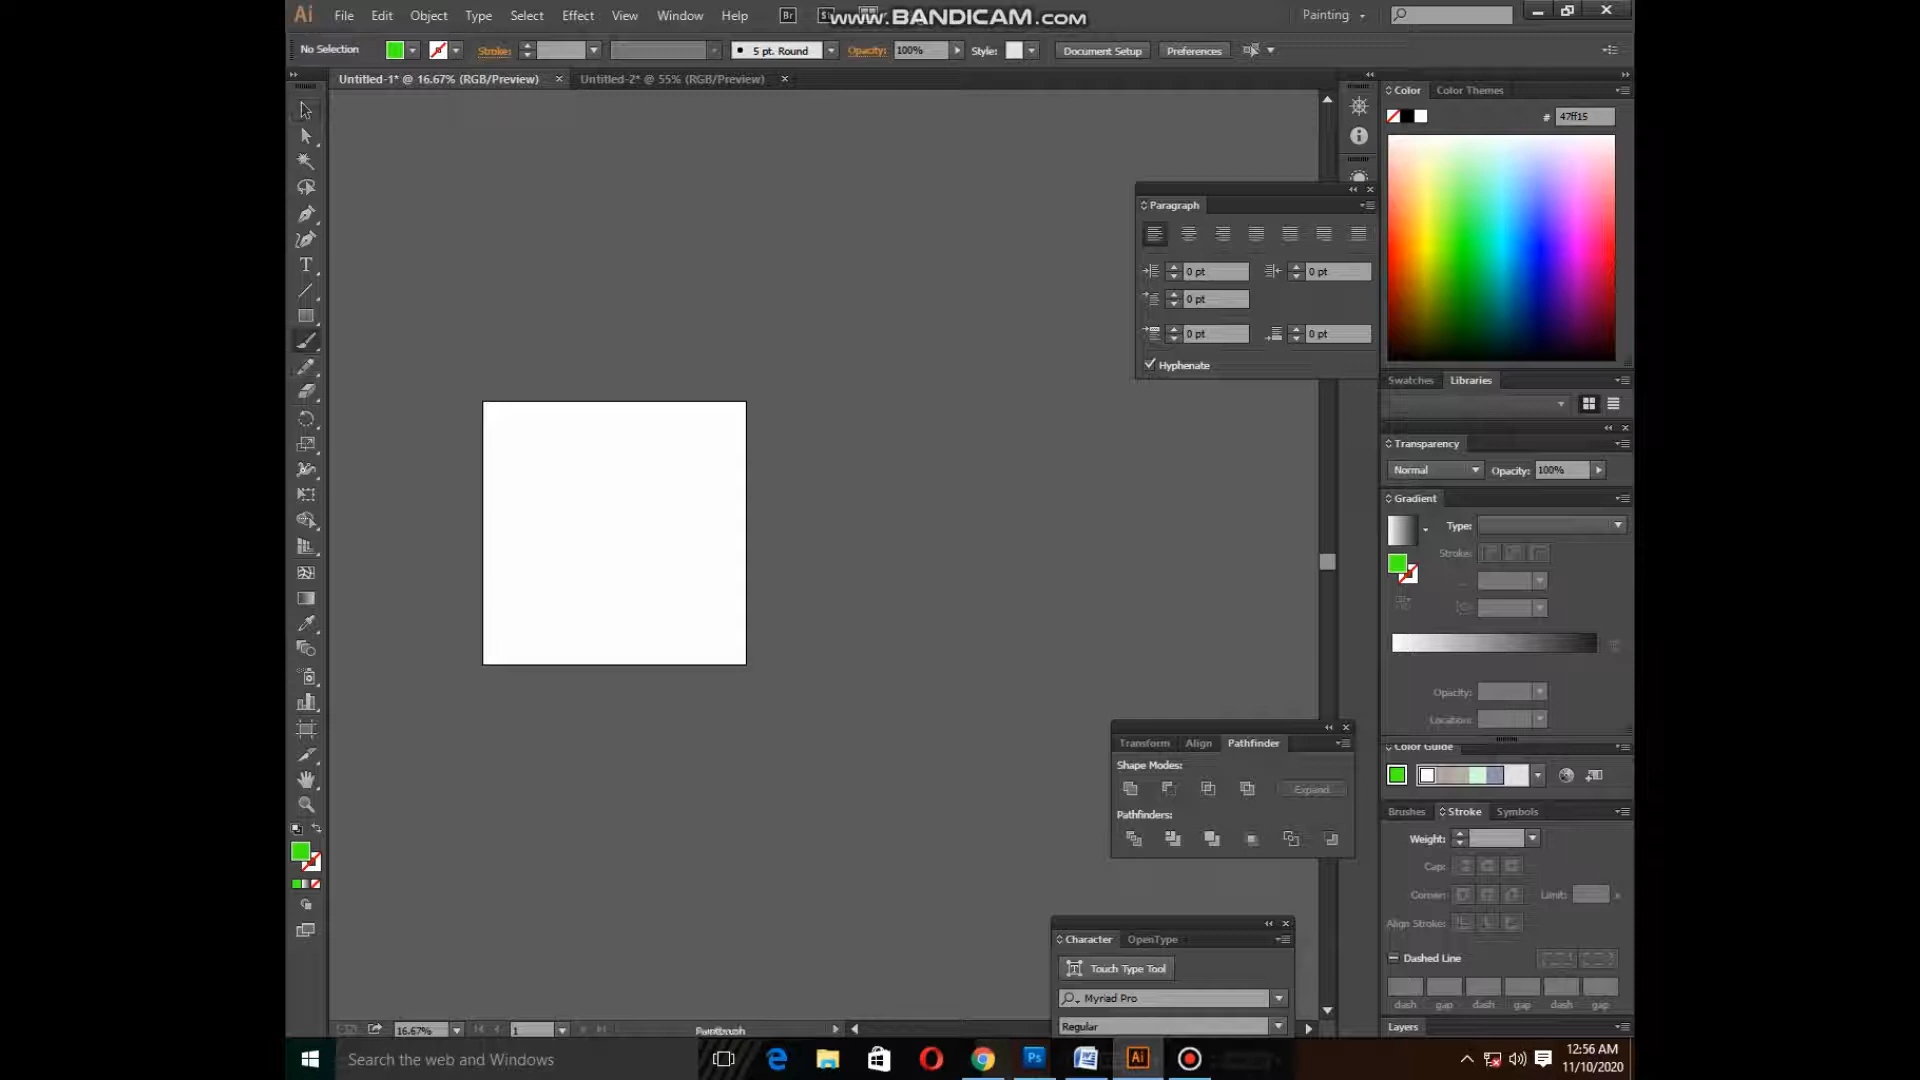 Ai File Edit Object Type Select Effect View Window Help Br St www.BANDICAM.com Painting
No Selection Stroke: 5 pt. Round Opacity: 100% Style: Document Setup Preferences
Untitled-1* @ 16.67% (RGB/Preview) × Untitled-2* @ 55% (RGB/Preview) ×
Color Color Themes
# 47ff15
Paragraph
0 pt 0 pt
0 pt
0 pt 0 pt
Hyphenate
Swatches Libraries
Transparency
Normal Opacity: 100%
Gradient
Type:
Stroke:
Opacity:
Location:
Color Guide
Transform Align Pathfinder
Shape Modes:
Expand
Pathfinders:
Brushes Stroke Symbols
Weight:
Cap:
Corner: Limit:
Align Stroke:
Dashed Line
dash gap dash gap dash gap
Layers
Character OpenType
Touch Type Tool
Myriad Pro
Regular
16.67% 1 Paintbrush
Search the web and Windows Ps Ai 12:56 AM
11/10/2020